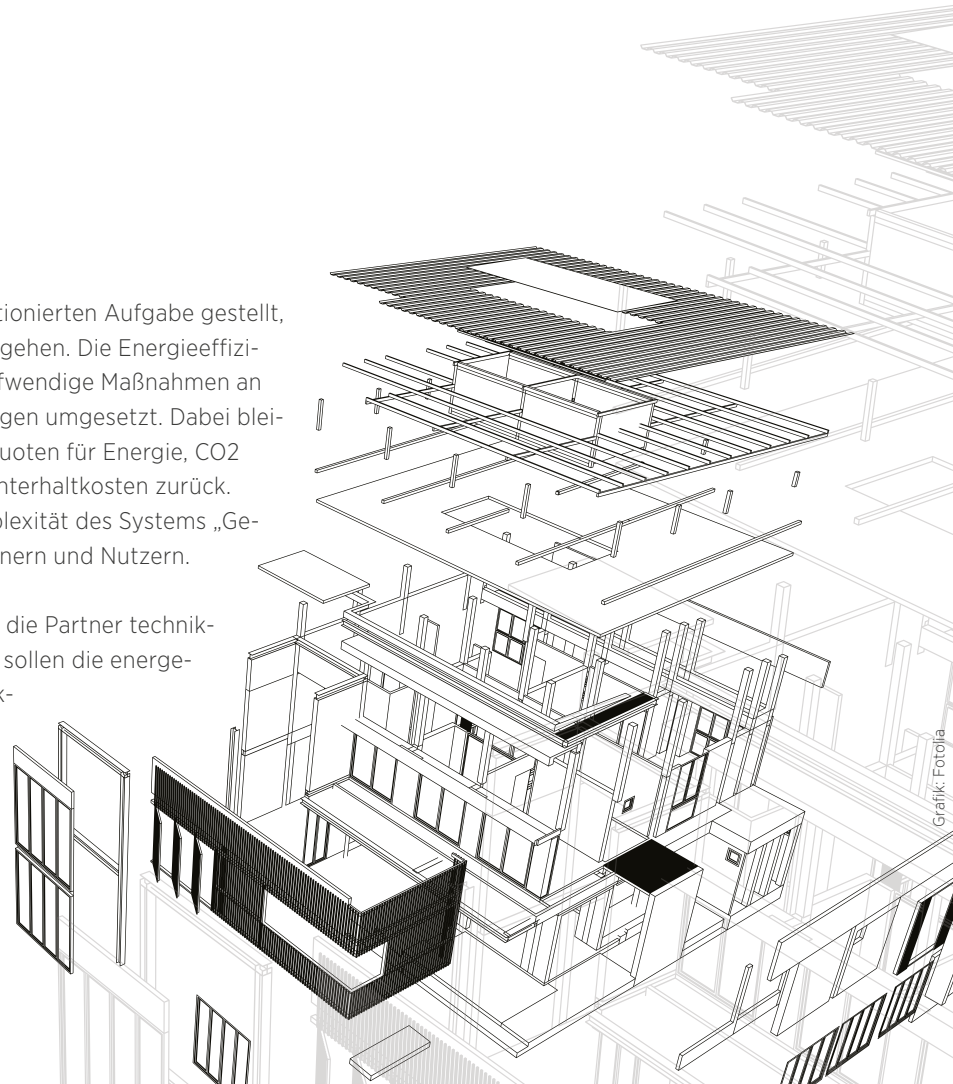 tionierten Aufgabe gestellt,
gehen. Die Energieeffizi-
fwendige Maßnahmen an
gen umgesetzt. Dabei blei-
uoten für Energie, CO2
nterhaltkosten zurück.
plexität des Systems „Ge-
nern und Nutzern.
die Partner technik-
sollen die energe-
k-
Grafik: Fotolia